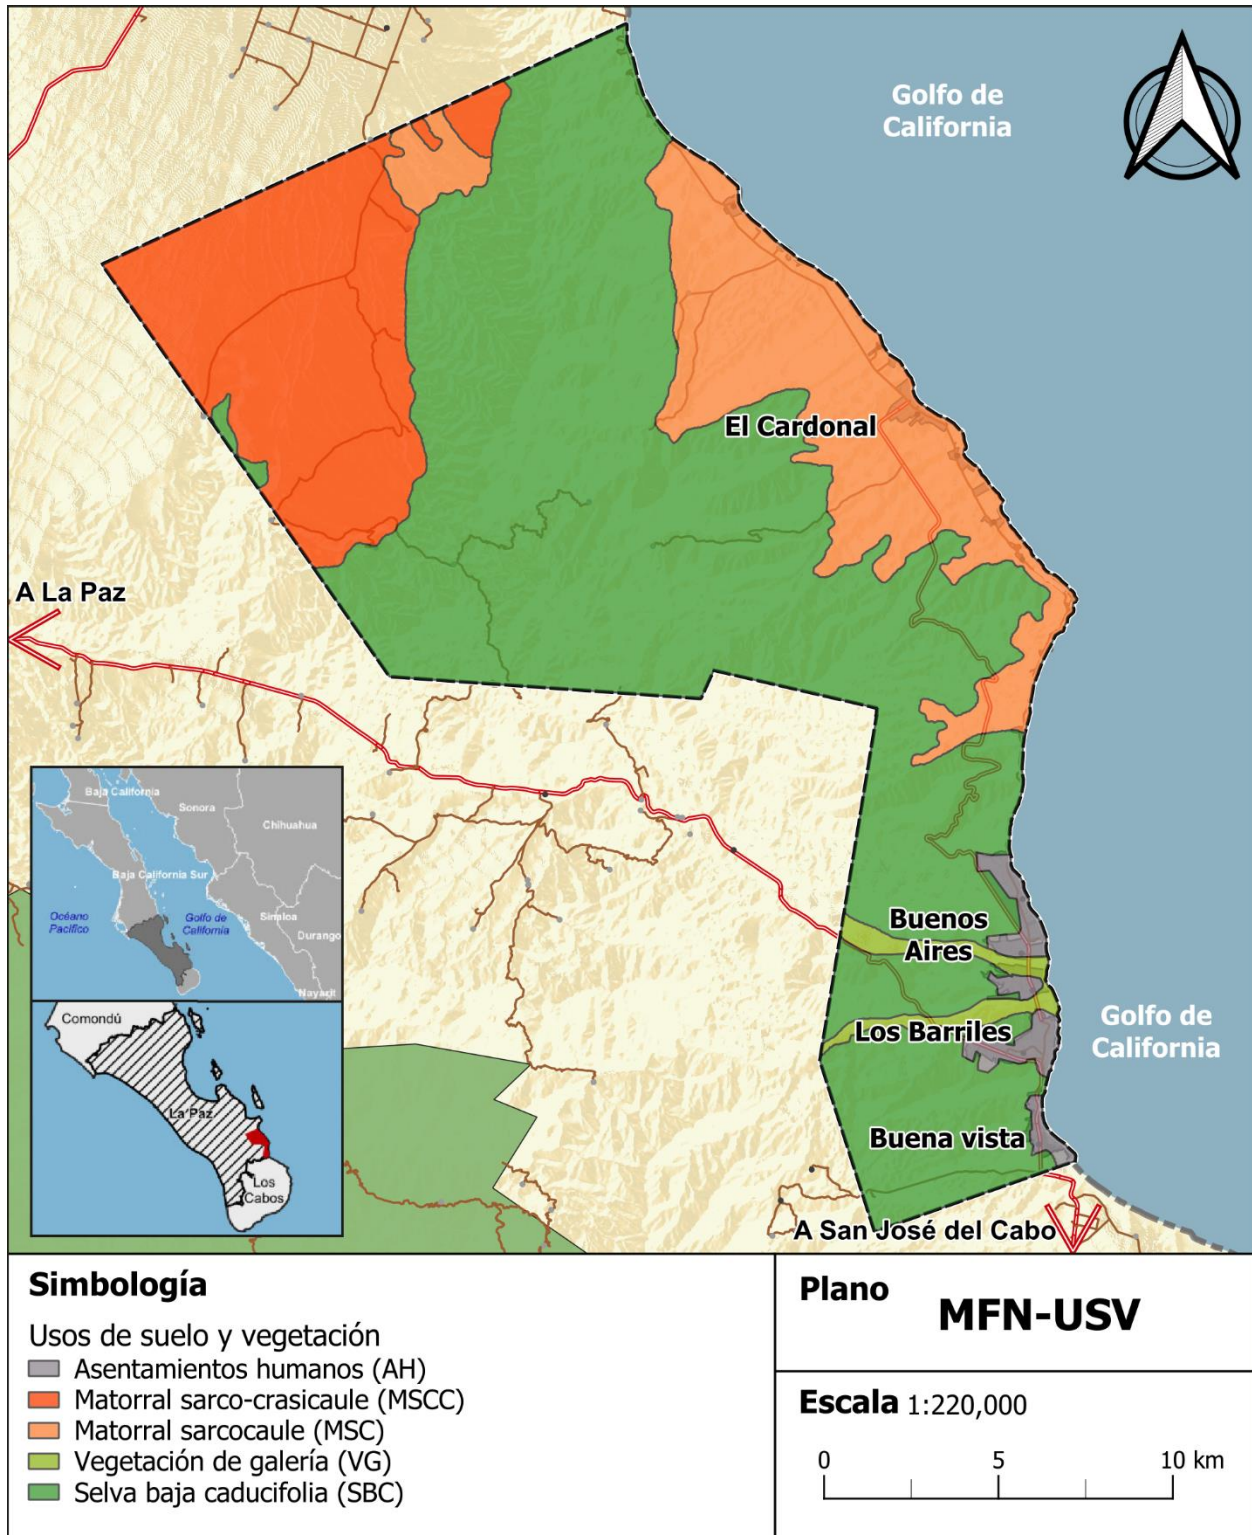 Golfo de
California
El Cardonal
A La Paz
Buenos
Aires
Los Barriles
Golfo de
California
Buena vista
A San José del Cabo
Baja California
Sonora
Chihuahua
Baja California Sur
Sinaloa
Océano
Pacífico
Golfo de
California
Durango
Nayarit
Comondú
La Paz
Los
Cabos
Simbología
Usos de suelo y vegetación
Asentamientos humanos (AH)
Matorral sarco-crasicaule (MSCC)
Matorral sarcocaule (MSC)
Vegetación de galería (VG)
Selva baja caducifolia (SBC)
Plano
MFN-USV
Escala 1:220,000
0 5 10 km